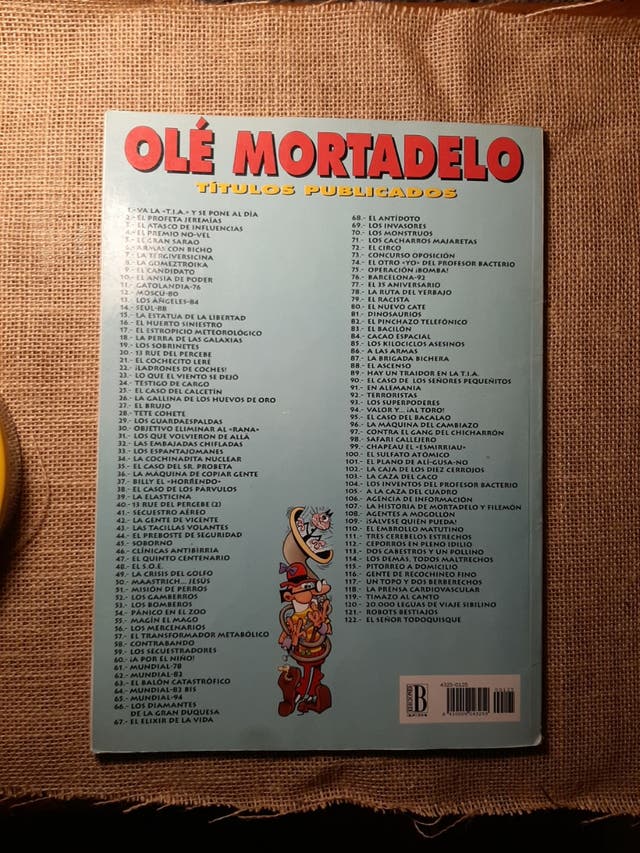 OLÉ MORTADELO
TÍTULOS PUBLICADOS
1.- VA LA «T.I.A.» Y SE PONE AL DÍA
2.- EL PROFETA JEREMÍAS
3.- EL ATASCO DE INFLUENCIAS
4.- EL PREMIO NO-VEL
5.- EL GRAN SARAO
6.- ARMAS CON BICHO
7.- LA TERGIVERSICINA
8.- LA GOMEZTROIKA
9.- EL CANDIDATO
10.- EL ANSIA DE PODER
11.- GATOLANDIA-76
12.- MOSCÚ-80
13.- LOS ÁNGELES-84
14.- SEÚL-88
15.- LA ESTATUA DE LA LIBERTAD
16.- EL HUERTO SINIESTRO
17.- EL ESTROPICIO METEOROLÓGICO
18.- LA PERRA DE LAS GALAXIAS
19.- LOS SOBRINETES
20.- 13 RUE DEL PERCEBE
21.- EL COCHECITO LERÉ
22.- ¡LADRONES DE COCHES!
23.- LO QUE EL VIENTO SE DEJÓ
24.- TESTIGO DE CARGO
25.- EL CASO DEL CALCETÍN
26.- LA GALLINA DE LOS HUEVOS DE ORO
27.- EL BRUJO
28.- TETE COHETE
29.- LOS GUARDAESPALDAS
30.- OBJETIVO ELIMINAR AL «RANA»
31.- LOS QUE VOLVIERON DE ALLÁ
32.- LAS EMBAJADAS CHIFLADAS
33.- LOS ESPANTAJOMANES
34.- LA COCHINADITA NUCLEAR
35.- EL CASO DEL SR. PROBETA
36.- LA MÁQUINA DE COPIAR GENTE
37.- BILLY EL «HORRENDO»
38.- EL CASO DE LOS PÁRVULOS
39.- LA ELASTICINA
40.- 13 RUE DEL PERCEBE (2)
41.- SECUESTRO AÉREO
42.- LA GENTE DE VICENTE
43.- LAS TACILLAS VOLANTES
44.- EL PREBOSTE DE SEGURIDAD
45.- SOBORNO
46.- CLÍNICAS ANTIBIRRIA
47.- EL QUINTO CENTENARIO
48.- EL S.O.E.
49.- LA CRISIS DEL GOLFO
50.- MAASTRICH... JESÚS
51.- MISIÓN DE PERROS
52.- LOS GAMBERROS
53.- LOS BOMBEROS
54.- PÁNICO EN EL ZOO
55.- MAGÍN EL MAGO
56.- LOS MERCENARIOS
57.- EL TRANSFORMADOR METABÓLICO
58.- CONTRABANDO
59.- LOS SECUESTRADORES
60.- ¡A POR EL NIÑO!
61.- MUNDIAL-78
62.- MUNDIAL-82
63.- EL BALÓN CATASTRÓFICO
64.- MUNDIAL-82 BIS
65.- MUNDIAL-94
66.- LOS DIAMANTES
DE LA GRAN DUQUESA
67.- EL ELIXIR DE LA VIDA
68.- EL ANTÍDOTO
69.- LOS INVASORES
70.- LOS MONSTRUOS
71.- LOS CACHARROS MAJARETAS
72.- EL CIRCO
73.- CONCURSO OPOSICIÓN
74.- EL OTRO «YO» DEL PROFESOR BACTERIO
75.- OPERACIÓN ¡BOMBA!
76.- BARCELONA-92
77.- EL 35 ANIVERSARIO
78.- LA RUTA DEL YERBAJO
79.- EL RACISTA
80.- EL NUEVO CATE
81.- DINOSAURIOS
82.- EL PINCHAZO TELEFÓNICO
83.- EL BACILÓN
84.- CACAO ESPACIAL
85.- LOS KILOCICLOS ASESINOS
86.- A LAS ARMAS
87.- LA BRIGADA BICHERA
88.- EL ASCENSO
89.- HAY UN TRAIDOR EN LA T.I.A.
90.- EL CASO DE LOS SEÑORES PEQUEÑITOS
91.- EN ALEMANIA
92.- TERRORISTAS
93.- LOS SUPERPODERES
94.- VALOR Y... ¡AL TORO!
95.- EL CASO DEL BACALAO
96.- LA MÁQUINA DEL CAMBIAZO
97.- CONTRA EL GANG DEL CHICHARRÓN
98.- SAFARI CALLEJERO
99.- CHAPEAU EL «ESMIRRIAU»
100.- EL SULFATO ATÓMICO
101.- EL PLANO DE ALÍ-GUSA-NO
102.- LA CAJA DE LOS DIEZ CERROJOS
103.- LA CAZA DEL CACO
104.- LOS INVENTOS DEL PROFESOR BACTERIO
105.- A LA CAZA DEL CUADRO
106.- AGENCIA DE INFORMACIÓN
107.- LA HISTORIA DE MORTADELO Y FILEMÓN
108.- AGENTES A MOGOLLÓN
109.- ¡SÁLVESE QUIEN PUEDA!
110.- EL EMBROLLO MATUTINO
111.- TRES CEREBELOS ESTRECHOS
112.- CEPORROS EN PLENO IDILIO
113.- DOS CABESTROS Y UN POLLINO
114.- LOS DEMÁS, TODOS MALTRECHOS
115.- PITORREO A DOMICILIO
116.- GENTE DE RECOCHINEO FINO
117.- UN TOPO Y DOS BERBERECHOS
118.- LA PRENSA CARDIOVASCULAR
119.- TIMAZO AL CANTO
120.- 20.000 LEGUAS DE VIAJE SIBILINO
121.- ROBOTS BESTIAJOS
122.- EL SEÑOR TODOQUISQUE
EDICIONES
B
4325-0125
00125